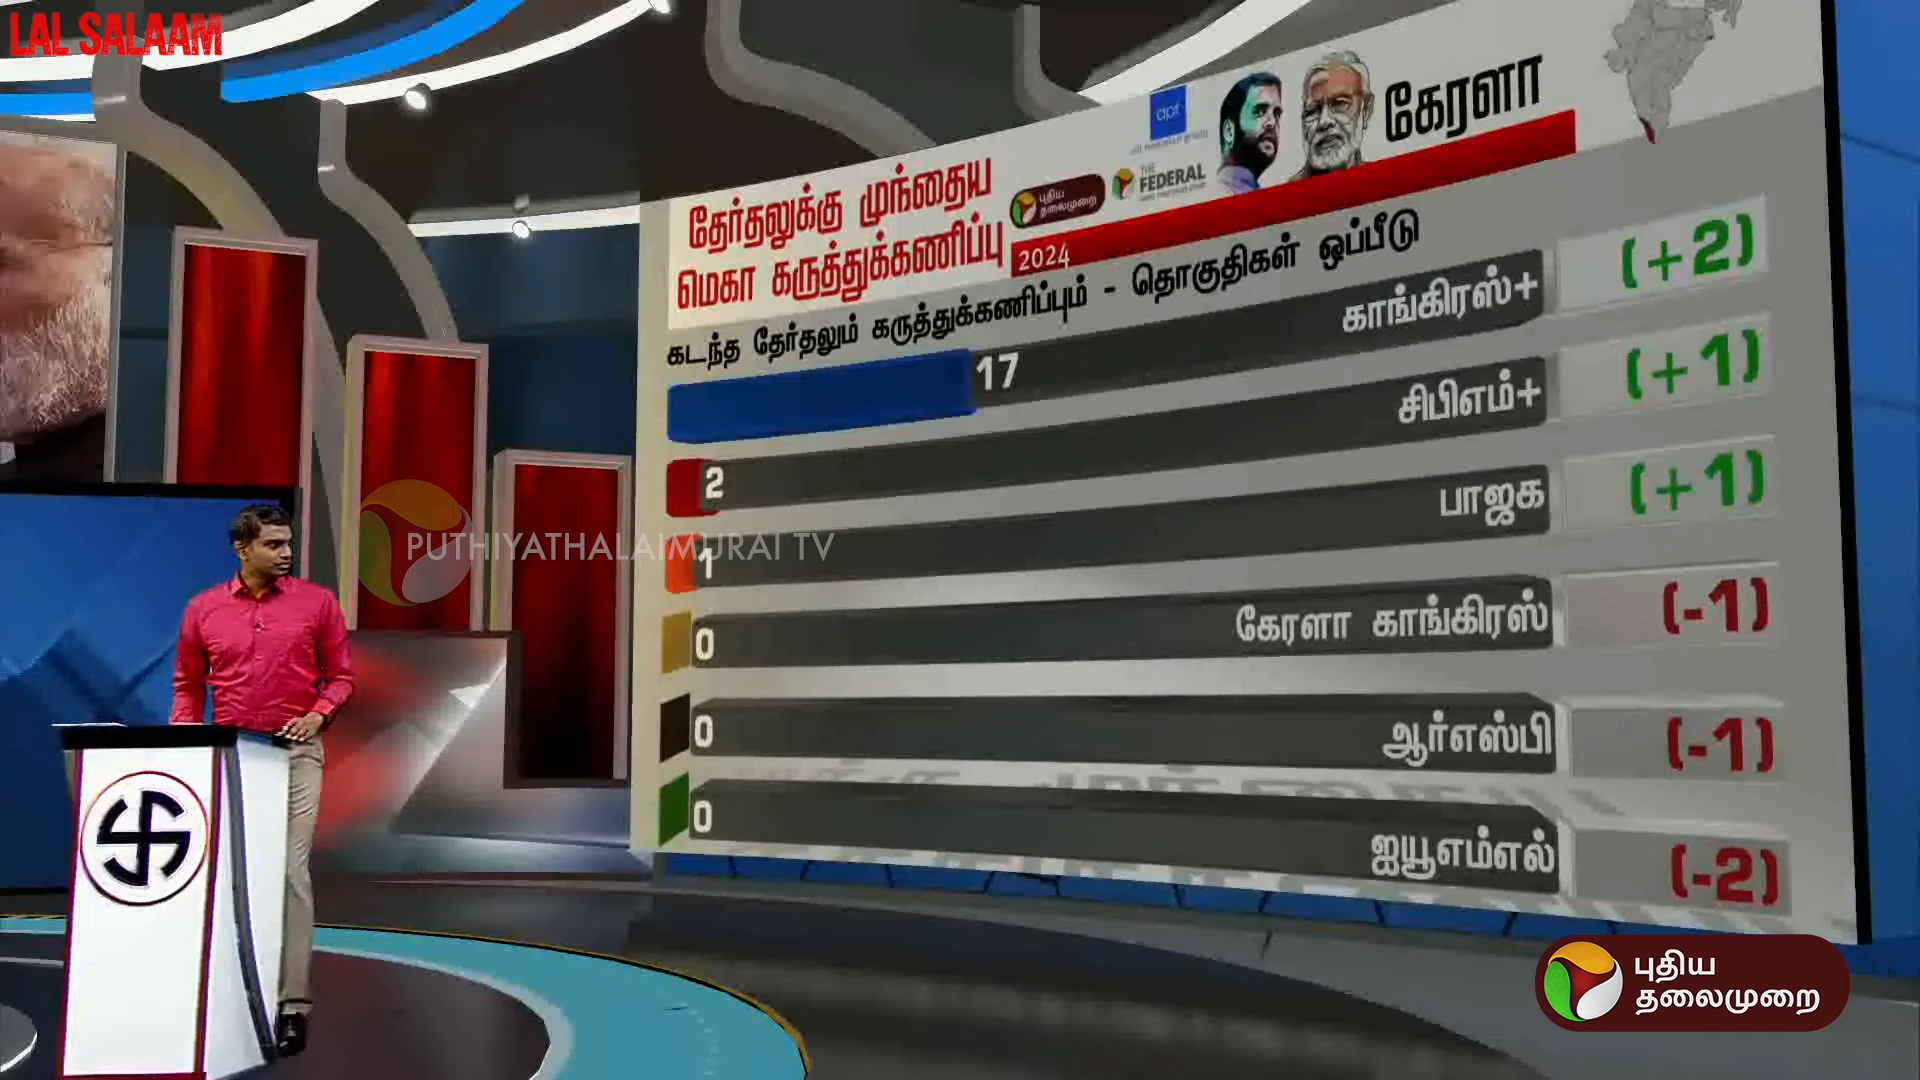 LAL SALAAM
தேர்தலுக்கு முந்தைய
மெகா கருத்துக்கணிப்பு
புதிய
தலைமுறை
apt
THE
FEDERAL
கேரளா
2024
கடந்த தேர்தலும் கருத்துக்கணிப்பும் - தொகுதிகள் ஒப்பீடு
17 காங்கிரஸ்+ (+2)
2 சிபிஎம்+ (+1)
1 பாஜக (+1)
0 கேரளா காங்கிரஸ் (-1)
0 ஆர்எஸ்பி (-1)
0 ஐயூஎம்எல் (-2)
PUTHIYATHALAIMURAI TV
புதிய
தலைமுறை